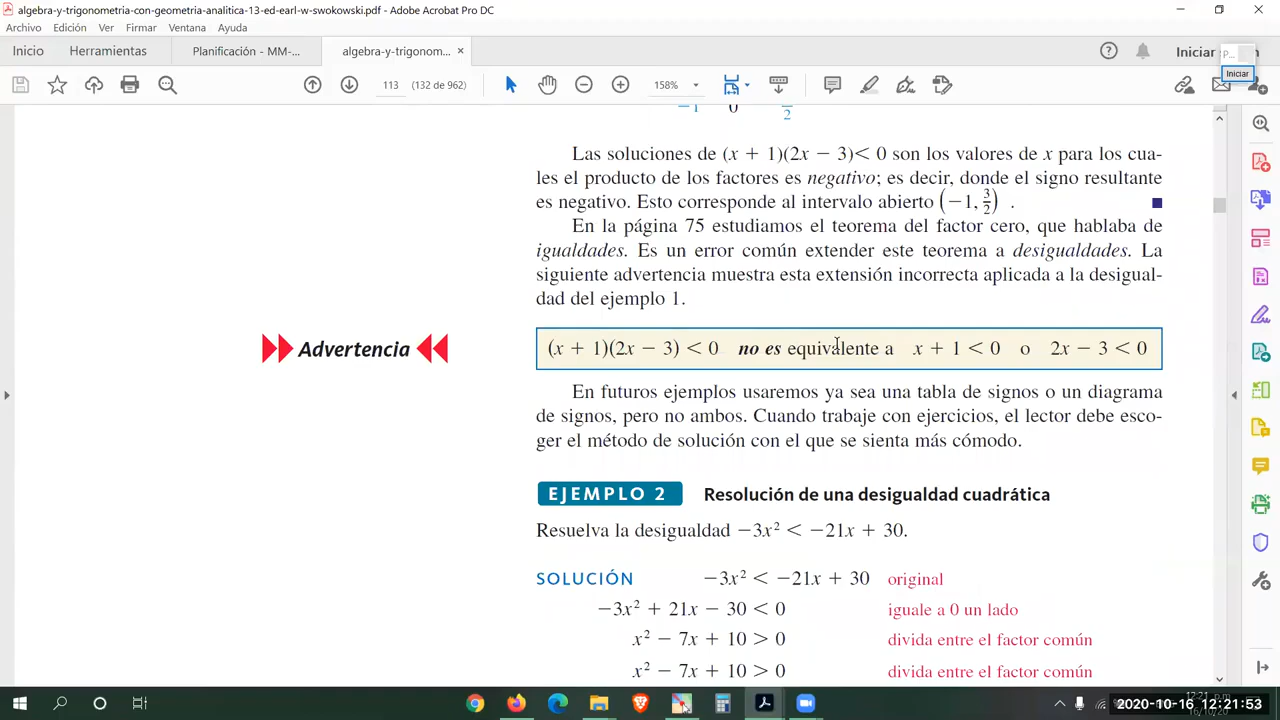 algebra-y-trigonometria-con-geometria-analitica-13-ed-earl-w-swokowski.pdf - Adobe Acrobat Pro DC
Archivo Edición Ver Firmar Ventana Ayuda
Inicio Herramientas Planificación - MM-... algebra-y-trigonom... × Iniciar
P...
Iniciar
113 (132 de 962) 158%
−1 0 2
Las soluciones de (x + 1)(2x − 3)< 0 son los valores de x para los cua-
les el producto de los factores es negativo; es decir, donde el signo resultante
es negativo. Esto corresponde al intervalo abierto (−1, 3/2) .
En la página 75 estudiamos el teorema del factor cero, que hablaba de
igualdades. Es un error común extender este teorema a desigualdades. La
siguiente advertencia muestra esta extensión incorrecta aplicada a la desigual-
dad del ejemplo 1.
Advertencia
(x + 1)(2x − 3) < 0 no es equivalente a x + 1 < 0 o 2x − 3 < 0
En futuros ejemplos usaremos ya sea una tabla de signos o un diagrama
de signos, pero no ambos. Cuando trabaje con ejercicios, el lector debe esco-
ger el método de solución con el que se sienta más cómodo.
EJEMPLO 2 Resolución de una desigualdad cuadrática
Resuelva la desigualdad −3x² < −21x + 30.
SOLUCIÓN −3x² < −21x + 30 original
−3x² + 21x − 30 < 0 iguale a 0 un lado
x² − 7x + 10 > 0 divida entre el factor común
x² − 7x + 10 > 0 divida entre el factor común
2020-10-16 12:21:53